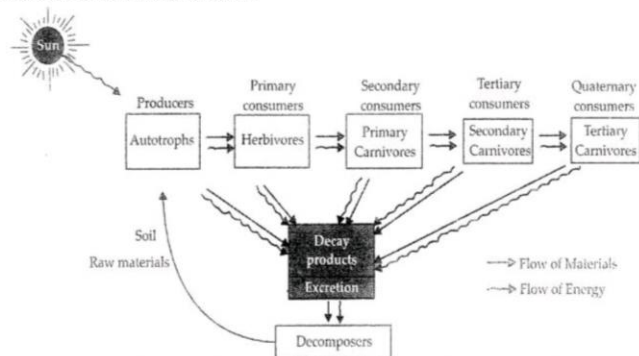 Sun
Producers
Primary
consumers
Secondary
consumers
Tertiary
consumers
Quaternary
consumers
Autotrophs
Herbivores
Primary
Carnivores
Secondary
Carnivores
Tertiary
Carnivores
Soil
Raw materials
Decay
products
Excretion
Flow of Materials
Flow of Energy
Decomposers